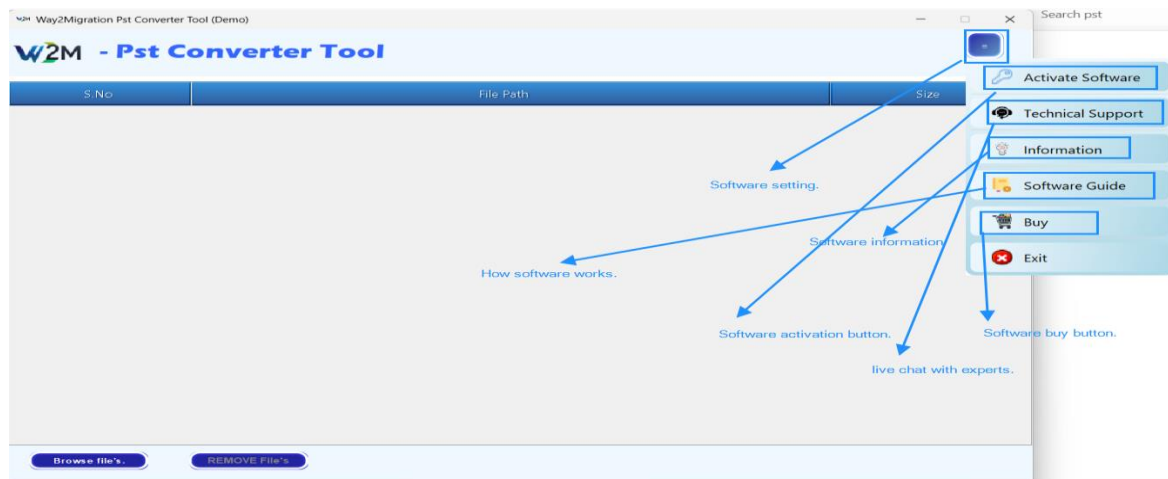 W2M Way2Migration Pst Converter Tool (Demo)
Search pst
W2M - Pst Converter Tool
S.No File Path Size
Activate Software
Technical Support
Information
Software Guide
Buy
Exit
Software setting.
Software information
How software works.
Software activation button.
Software buy button.
live chat with experts.
Browse file's.
REMOVE File's